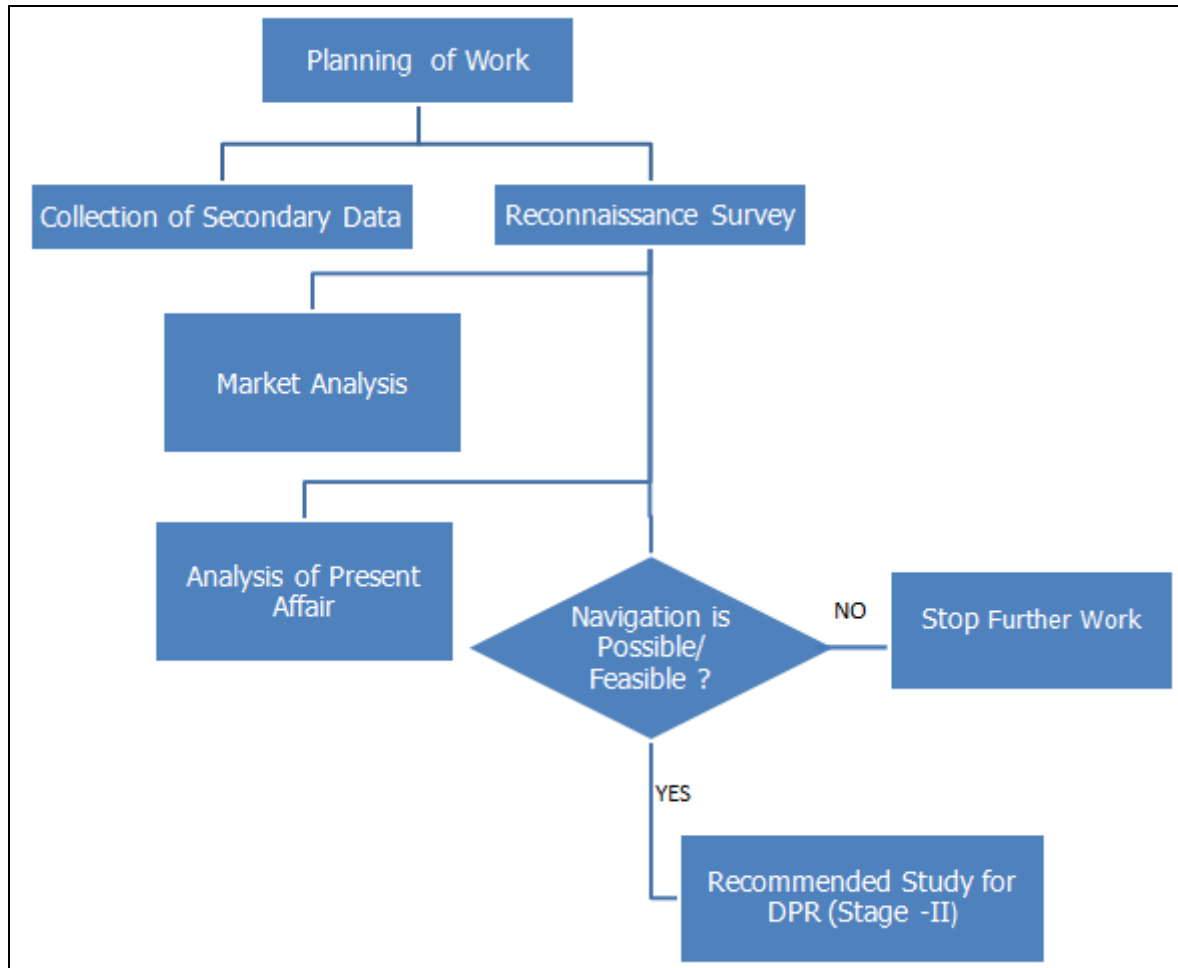 Planning of Work
Collection of Secondary Data
Reconnaissance Survey
Market Analysis
Analysis of Present
Affair
Navigation is
Possible/
Feasible ?
NO
Stop Further Work
YES
Recommended Study for
DPR (Stage -II)